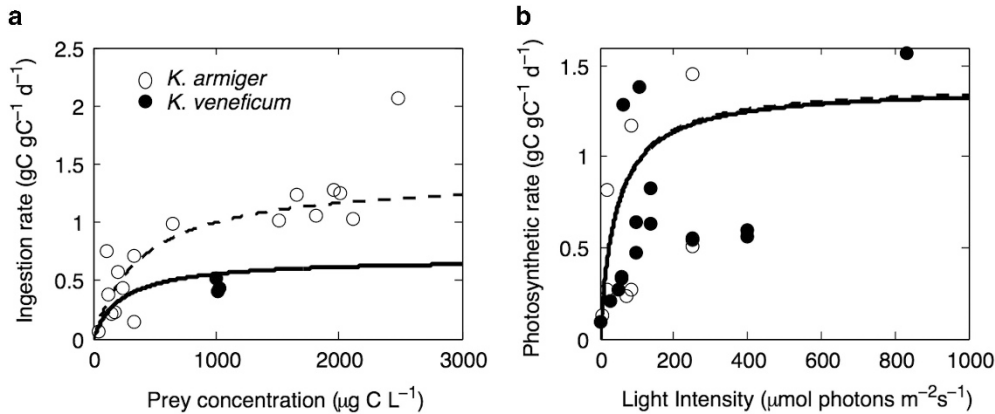 a
Ingestion rate (gC gC⁻¹ d⁻¹)
2.5
2
1.5
1
0.5
0
K. armiger
K. veneficum
0 1000 2000 3000
Prey concentration (μg C L⁻¹)
b
Photosynthetic rate (gC gC⁻¹ d⁻¹)
1.5
1
0.5
0
0 200 400 600 800 1000
Light Intensity (μmol photons m⁻²s⁻¹)